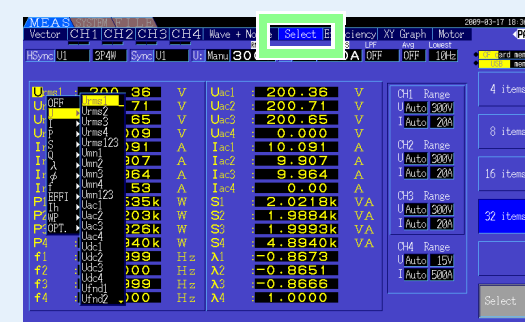 /MEAS SYSTEM FILE 2009-03-17 18:3
Vector CH1 CH2 CH3 CH4 Wave + No Select Efficiency XY Graph Motor
LPF Avg Lowest
HSync U1 3P4W Sync U1 U: Manu 30 0A OFF OFF 10Hz
Urms1 : 200.36 V Uac1 : 200.36 V CH1 Range 4 items
OFF Urms1 71 V Uac2 : 200.71 V U Auto 300V
U Urms2 65 V Uac3 : 200.65 V I Auto 20A
I Urms3 009 V Uac4 : 0.000 V 8 items
P Urms4 091 A Iac1 : 10.091 A CH2 Range
S Urms123 907 A Iac2 : 9.907 A U Auto 300V
Q Umn1 964 A Iac3 : 9.964 A I Auto 20A 16 items
λ Umn2 53 A Iac4 : 0.00 A
φ Umn3 535k W S1 : 2.0218k VA CH3 Range
f Umn4 203k W S2 : 1.9884k VA U Auto 300V 32 items
EFFI Umn123 326k W S3 : 1.9993k VA I Auto 20A
Ih Uac1 P4 940k W S4 : 4.8940k VA
WP Uac2 f1 999 Hz λ1 :-0.8673 CH4 Range
OPT. Uac3 f2 000 Hz λ2 :-0.8651 U Auto 15V
Uac4 f3 999 Hz λ3 :-0.8666 I Auto 500A
Udc1 f4 000 Hz λ4 : 1.0000 Select
Udc2
Udc3
Udc4
Ufnd1
Ufnd2